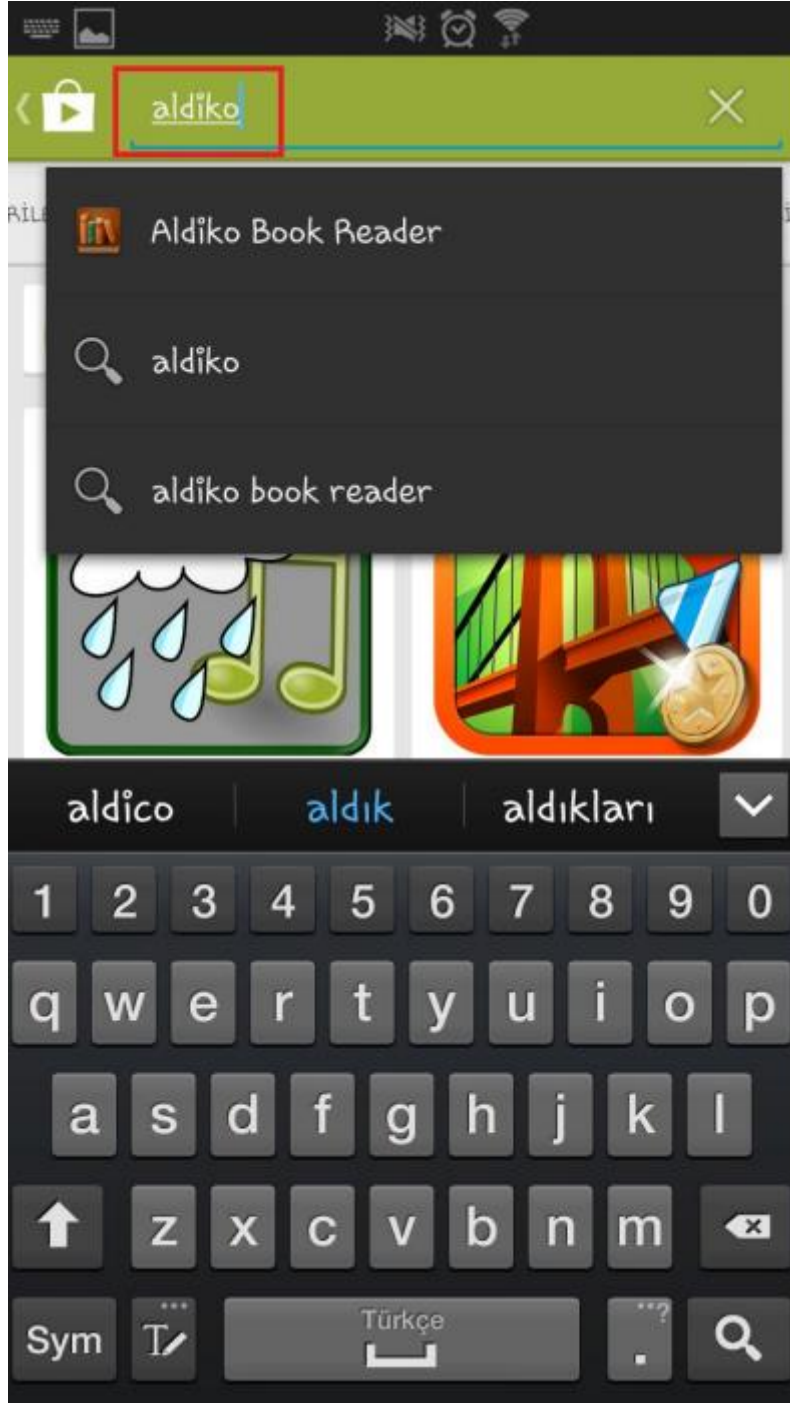 aldiko
Aldiko Book Reader
aldiko
aldiko book reader
aldico aldık aldıkları
1 2 3 4 5 6 7 8 9 0
q w e r t y u i o p
a s d f g h j k l
z x c v b n m
Sym T Türkçe . ...?